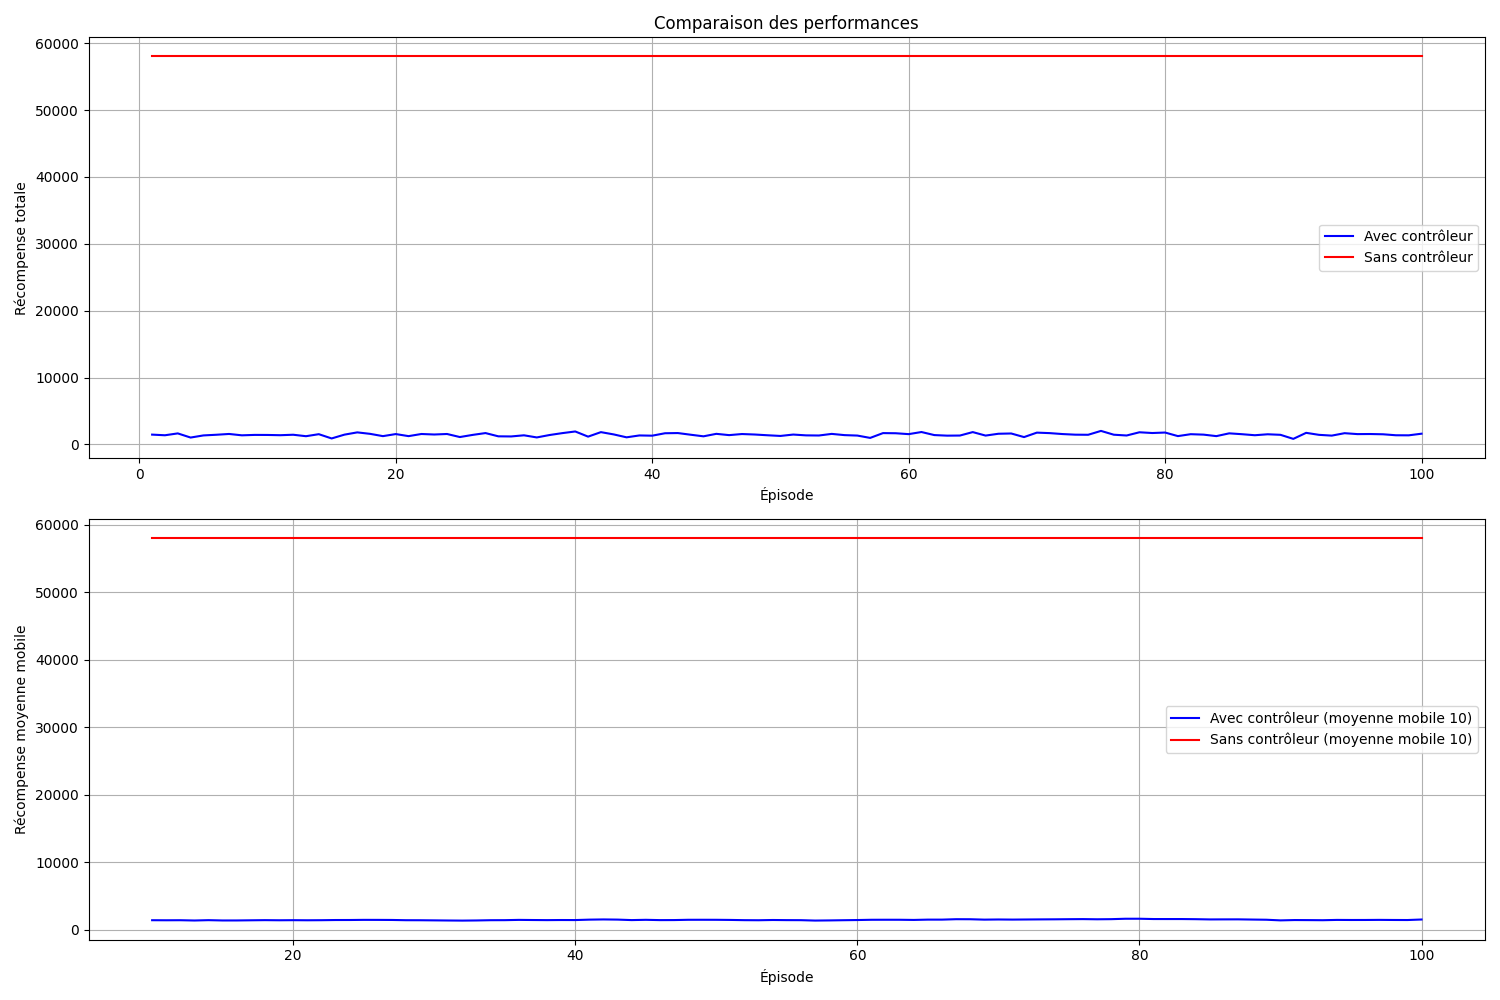 Comparaison des performances
Récompense totale
60000
50000
40000
30000
20000
10000
0
Avec contrôleur
Sans contrôleur
0 20 40 60 80 100
Épisode
Récompense moyenne mobile
60000
50000
40000
30000
20000
10000
0
Avec contrôleur (moyenne mobile 10)
Sans contrôleur (moyenne mobile 10)
20 40 60 80 100
Épisode